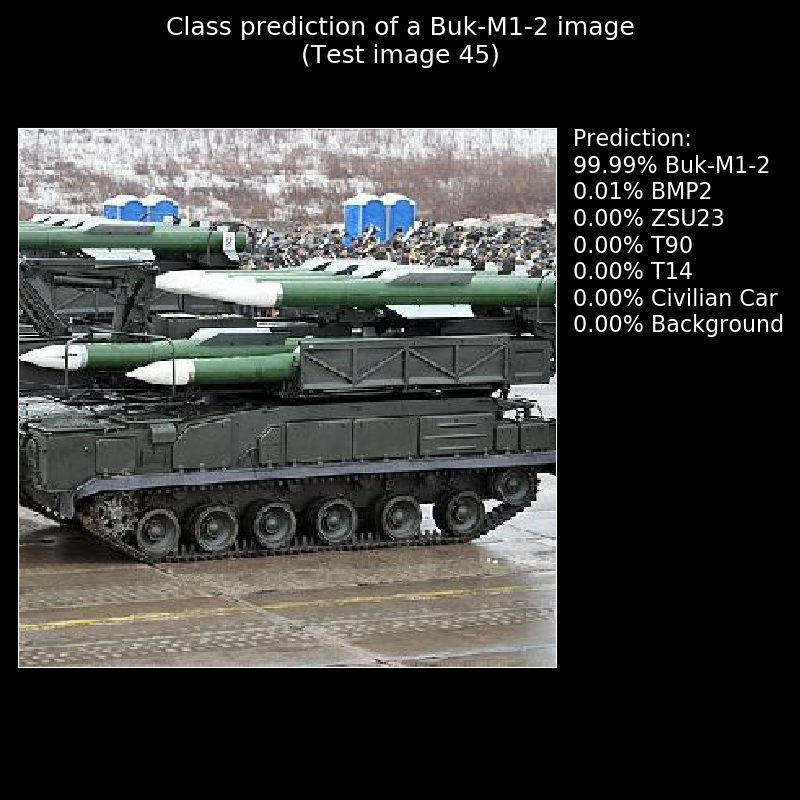 Class prediction of a Buk-M1-2 image
(Test image 45)
Prediction:
99.99% Buk-M1-2
0.01% BMP2
0.00% ZSU23
0.00% T90
0.00% T14
0.00% Civilian Car
0.00% Background